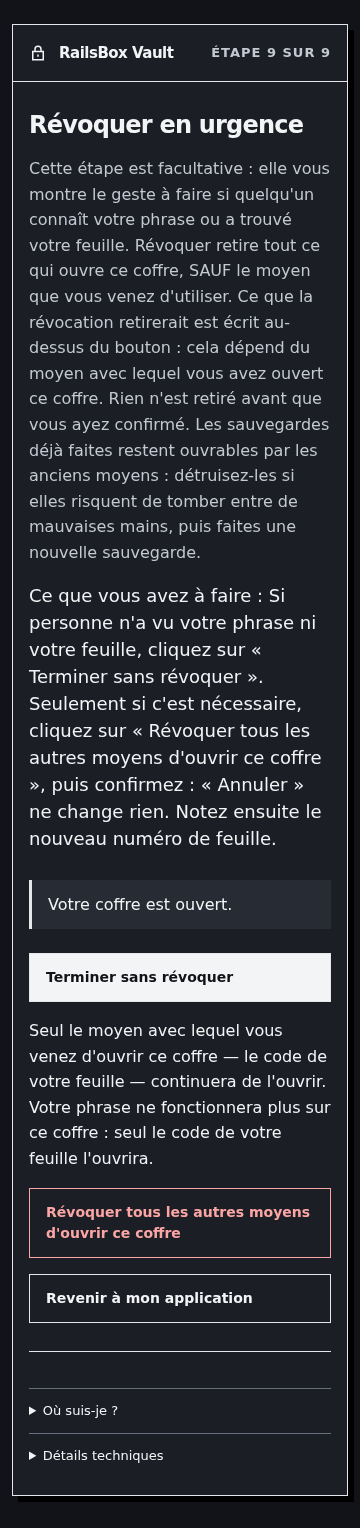 RailsBox Vault
ÉTAPE 9 SUR 9
Révoquer en urgence
Cette étape est facultative : elle vous
montre le geste à faire si quelqu'un
connaît votre phrase ou a trouvé
votre feuille. Révoquer retire tout ce
qui ouvre ce coffre, SAUF le moyen
que vous venez d'utiliser. Ce que la
révocation retirerait est écrit au-
dessus du bouton : cela dépend du
moyen avec lequel vous avez ouvert
ce coffre. Rien n'est retiré avant que
vous ayez confirmé. Les sauvegardes
déjà faites restent ouvrables par les
anciens moyens : détruisez-les si
elles risquent de tomber entre de
mauvaises mains, puis faites une
nouvelle sauvegarde.
Ce que vous avez à faire : Si
personne n'a vu votre phrase ni
votre feuille, cliquez sur «
Terminer sans révoquer ».
Seulement si c'est nécessaire,
cliquez sur « Révoquer tous les
autres moyens d'ouvrir ce coffre
», puis confirmez : « Annuler »
ne change rien. Notez ensuite le
nouveau numéro de feuille.
Votre coffre est ouvert.
Terminer sans révoquer
Seul le moyen avec lequel vous
venez d'ouvrir ce coffre — le code de
votre feuille — continuera de l'ouvrir.
Votre phrase ne fonctionnera plus sur
ce coffre : seul le code de votre
feuille l'ouvrira.
Révoquer tous les autres moyens
d'ouvrir ce coffre
Revenir à mon application
Où suis-je ?
Détails techniques